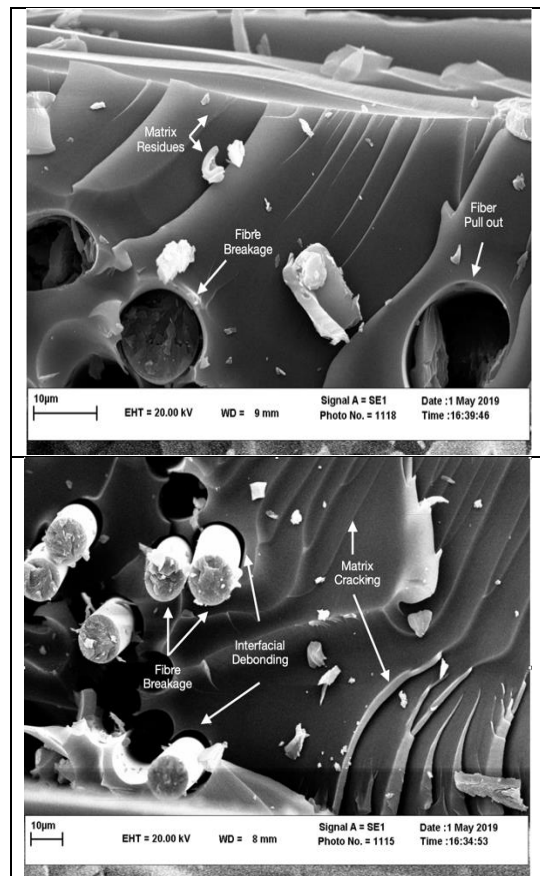 Matrix
Residues
Fiber
Pull out
Fibre
Breakage
10µm
EHT = 20.00 kV
WD = 9 mm
Signal A = SE1
Photo No. = 1118
Date :1 May 2019
Time :16:39:46
Matrix
Cracking
Interfacial
Debonding
Fibre
Breakage
10µm
EHT = 20.00 kV
WD = 8 mm
Signal A = SE1
Photo No. = 1115
Date :1 May 2019
Time :16:34:53